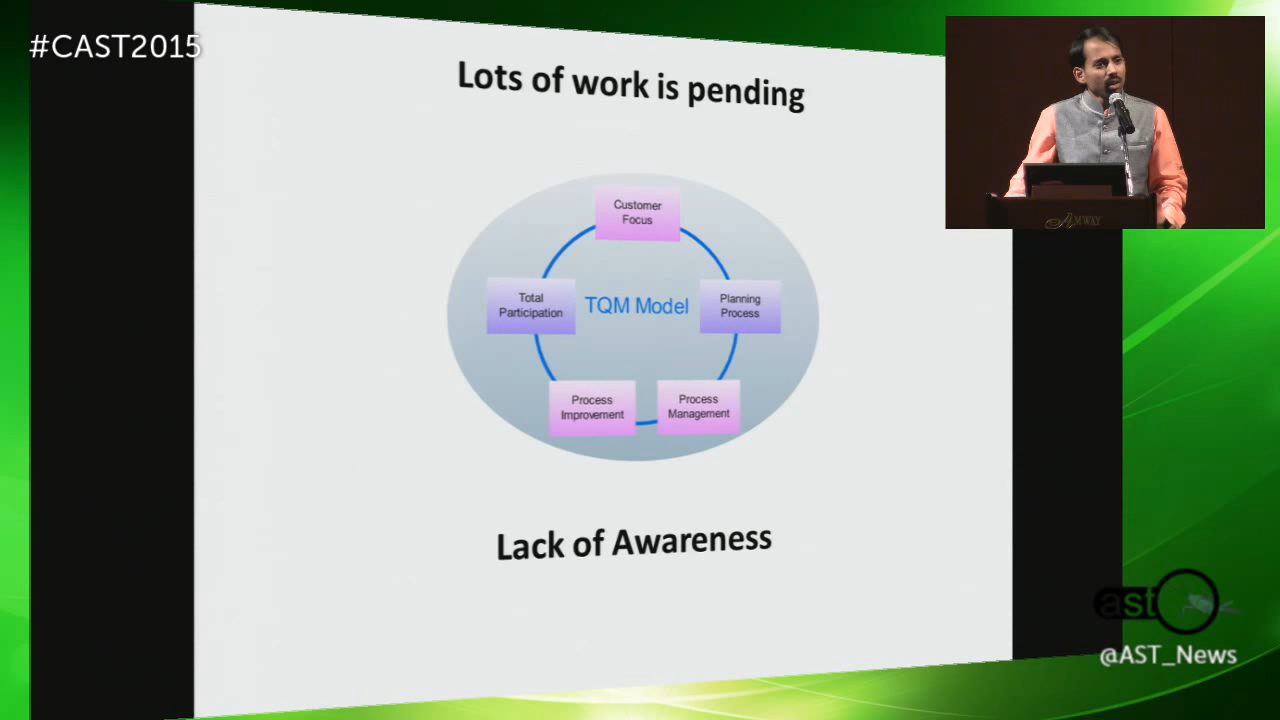 #CAST2015
Lots of work is pending
Customer
Focus
Total
Participation
TQM Model
Planning
Process
Process
Improvement
Process
Management
Lack of Awareness
AMWAY
ast
@AST_News